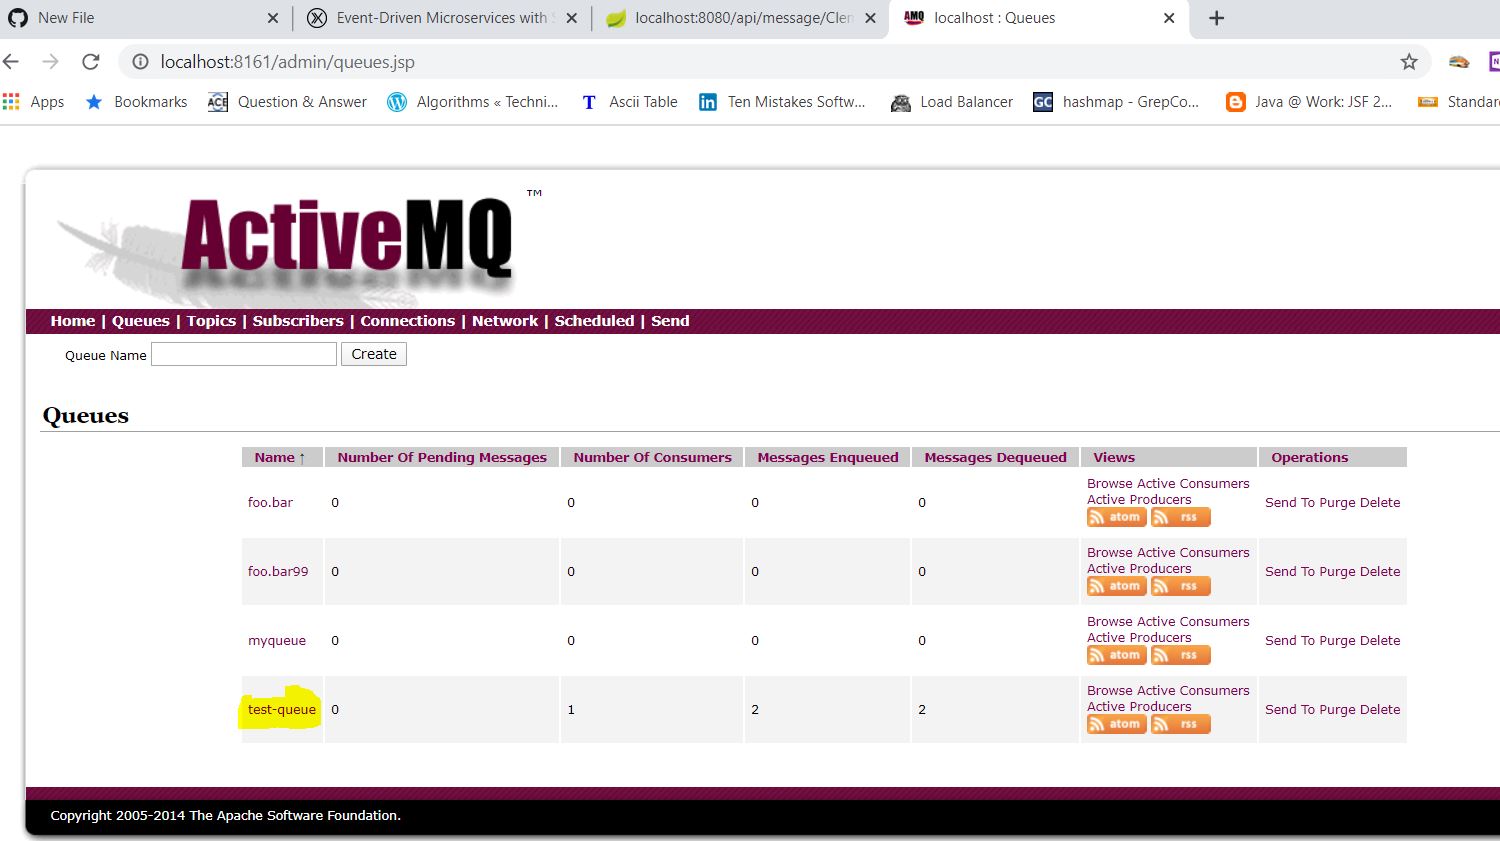 New File
Event-Driven Microservices with
localhost:8080/api/message/Cle
AMQ localhost : Queues
localhost:8161/admin/queues.jsp
Apps Bookmarks ACE Question & Answer Algorithms « Techni... T Ascii Table in Ten Mistakes Softw... Load Balancer GC hashmap - GrepCo... Java @ Work: JSF 2... Standar
ActiveMQ ™
Home | Queues | Topics | Subscribers | Connections | Network | Scheduled | Send
Queue Name Create
Queues
Name ↑ Number Of Pending Messages Number Of Consumers Messages Enqueued Messages Dequeued Views Operations
foo.bar 0 0 0 0 Browse Active Consumers
Active Producers
atom rss
Send To Purge Delete
foo.bar99 0 0 0 0 Browse Active Consumers
Active Producers
atom rss
Send To Purge Delete
myqueue 0 0 0 0 Browse Active Consumers
Active Producers
atom rss
Send To Purge Delete
test-queue 0 1 2 2 Browse Active Consumers
Active Producers
atom rss
Send To Purge Delete
Copyright 2005-2014 The Apache Software Foundation.